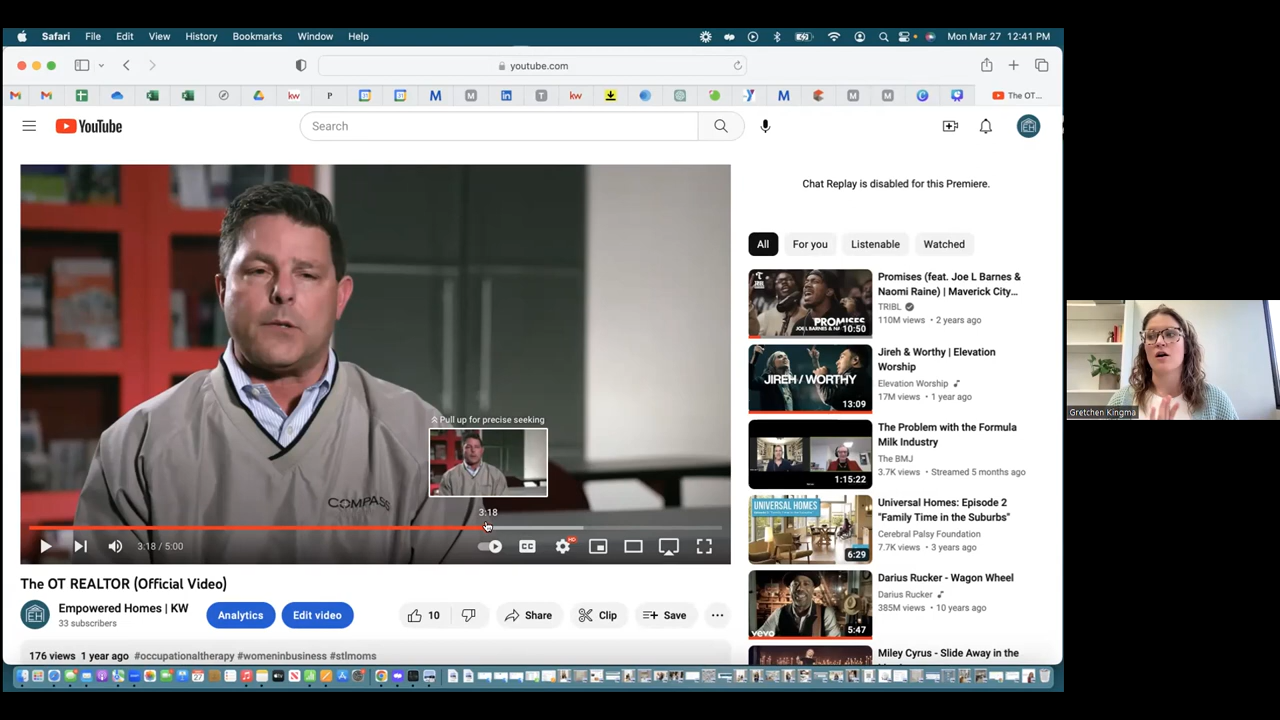 Safari File Edit View History Bookmarks Window Help Mon Mar 27 12:41 PM
youtube.com
kw P M M in T kw M M M The OT...
YouTube
Search
Chat Replay is disabled for this Premiere.
All For you Listenable Watched
Promises (feat. Joe L Barnes &
Naomi Raine) | Maverick City...
TRIBL
110M views • 2 years ago
PROMISES
10:50
Jireh & Worthy | Elevation
Worship
Elevation Worship
17M views • 1 year ago
JIREH / WORTHY
13:09
The Problem with the Formula
Milk Industry
The BMJ
3.7K views • Streamed 5 months ago
1:15:22
Universal Homes: Episode 2
"Family Time in the Suburbs"
Cerebral Palsy Foundation
7.7K views • 3 years ago
UNIVERSAL HOMES
6:29
Darius Rucker - Wagon Wheel
Darius Rucker
385M views • 10 years ago
vevo
5:47
Miley Cyrus - Slide Away in the
Pull up for precise seeking
COMPASS
3:18
3:18 / 5:00
CC HD
The OT REALTOR (Official Video)
Empowered Homes | KW
33 subscribers
Analytics Edit video 10 Share Clip Save
176 views 1 year ago #occupationaltherapy #womeninbusiness #stlmoms
Gretchen Kingma